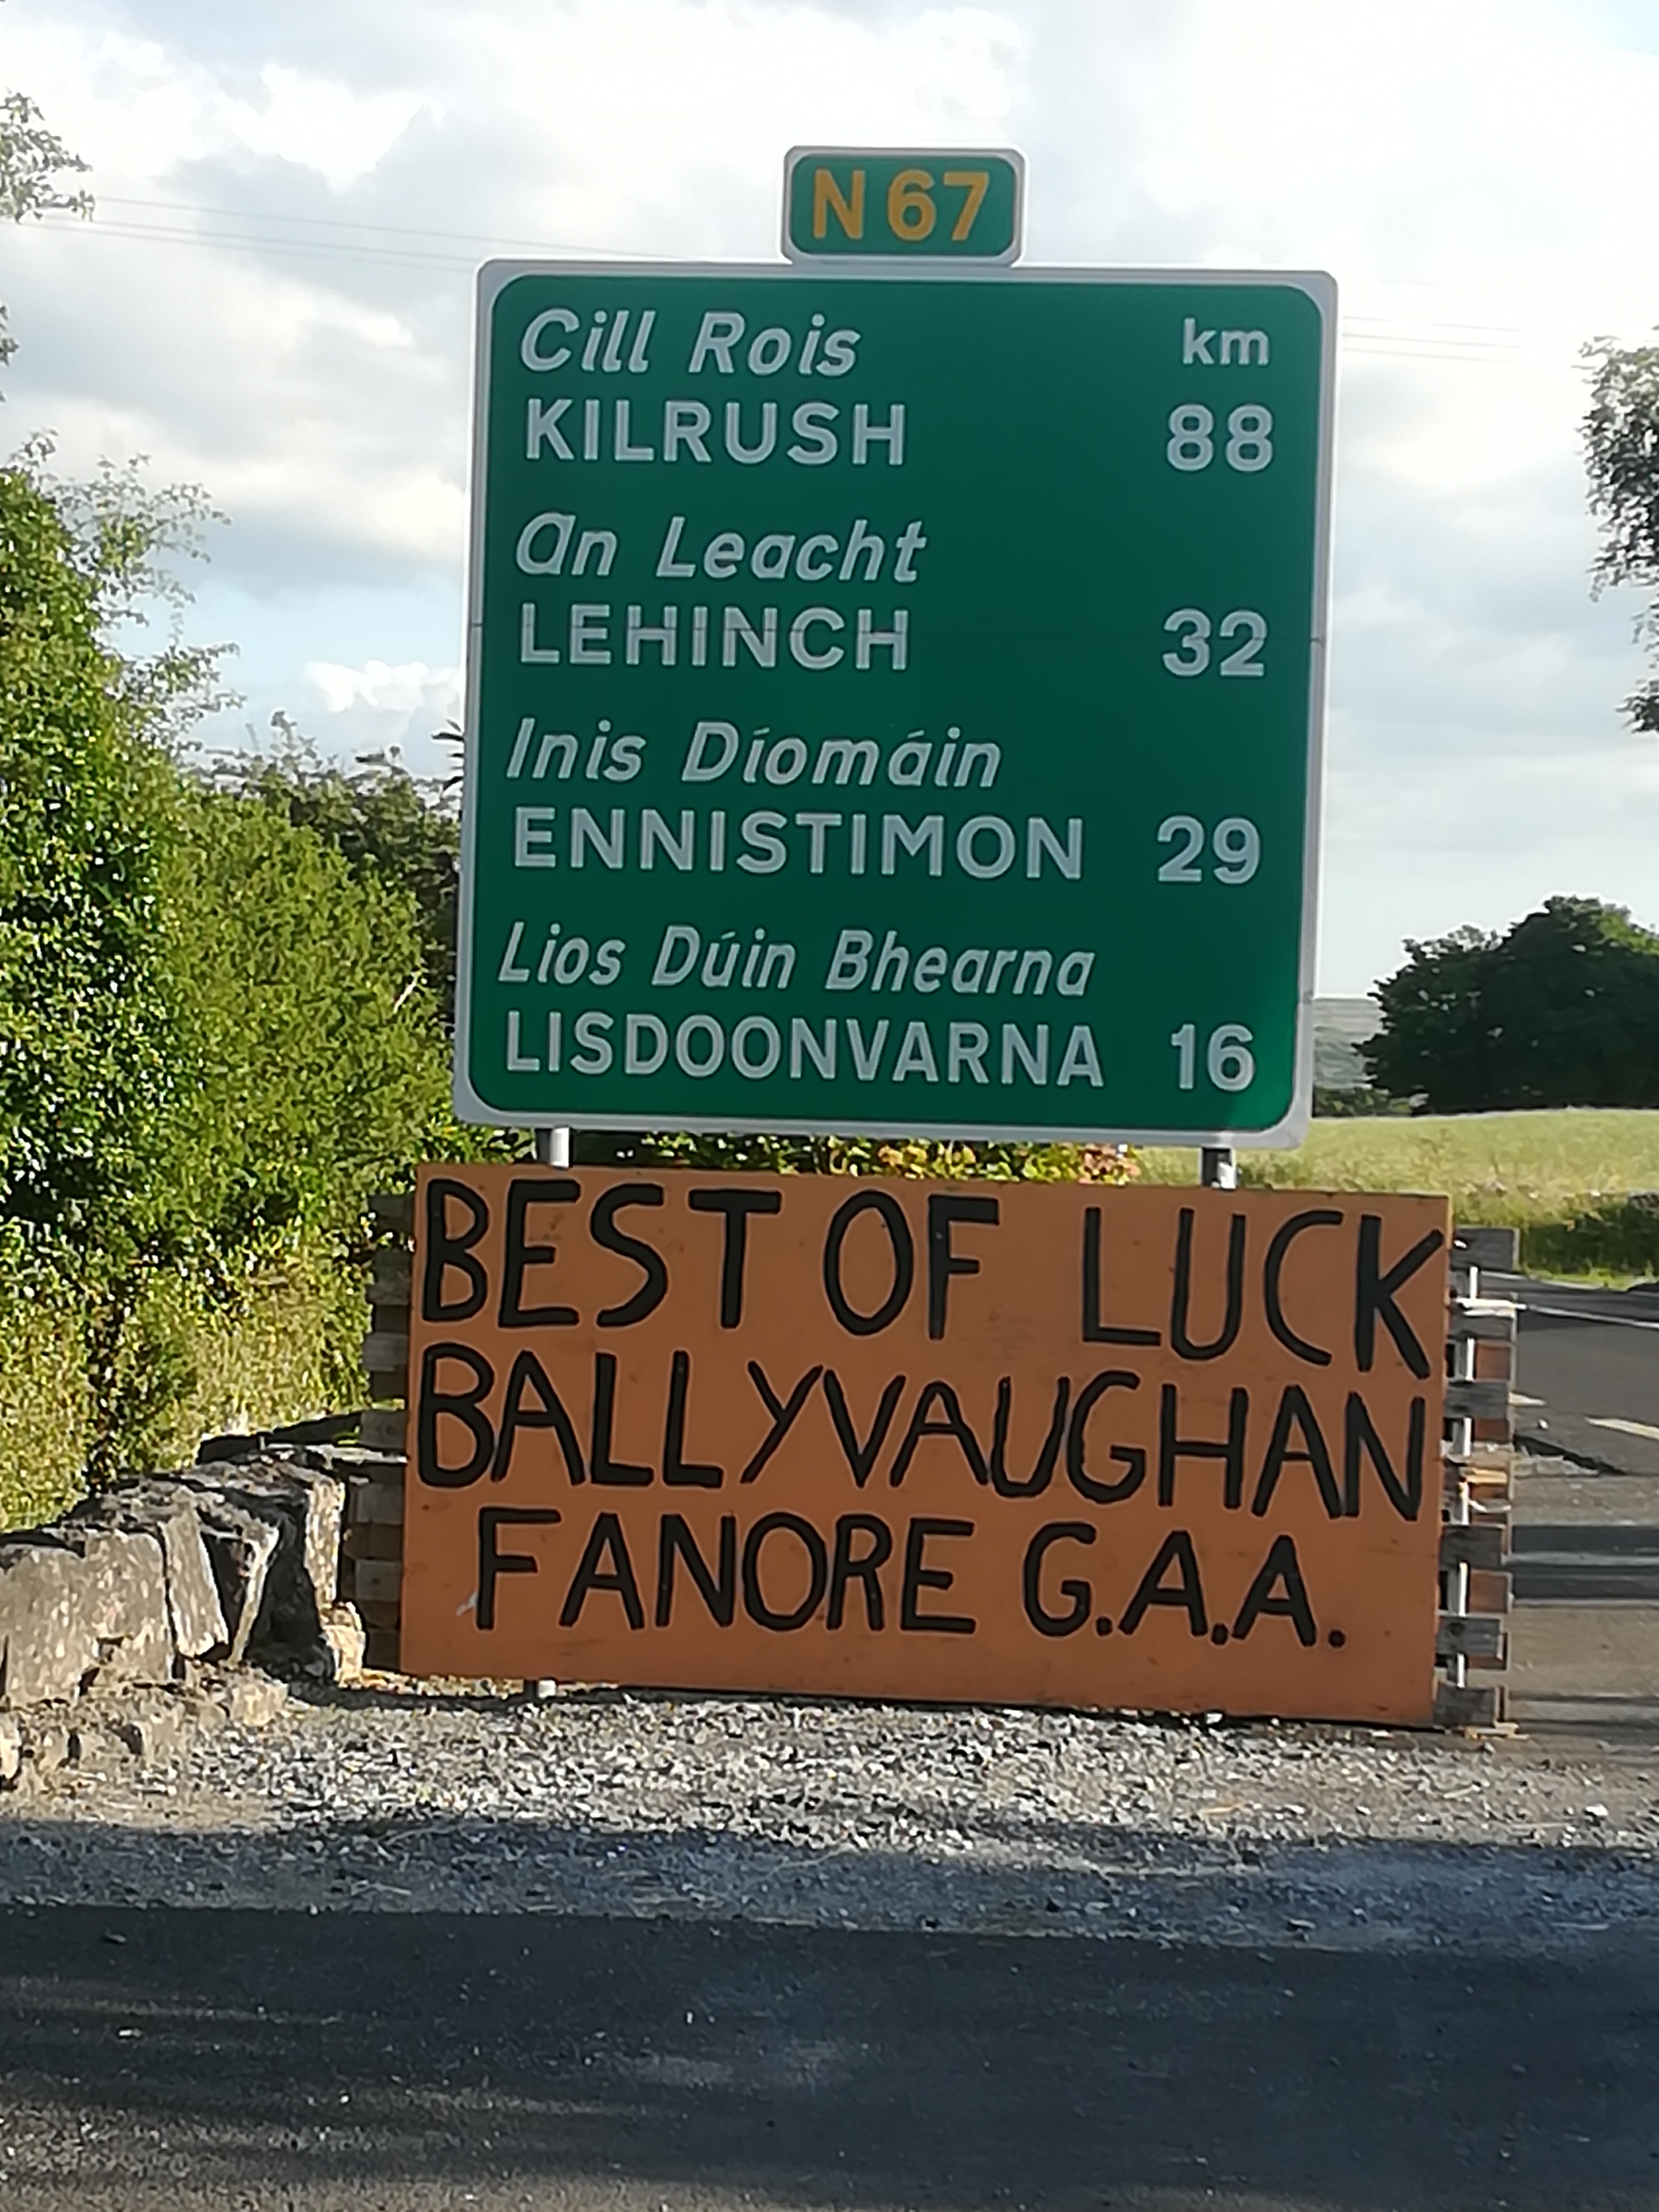 N67
Cill Rois km
KILRUSH 88
An Leacht
LEHINCH 32
Inis Díomáin
ENNISTIMON 29
Lios Dúin Bhearna
LISDOONVARNA 16
BEST OF LUCK
BALLYVAUGHAN
FANORE G.A.A.